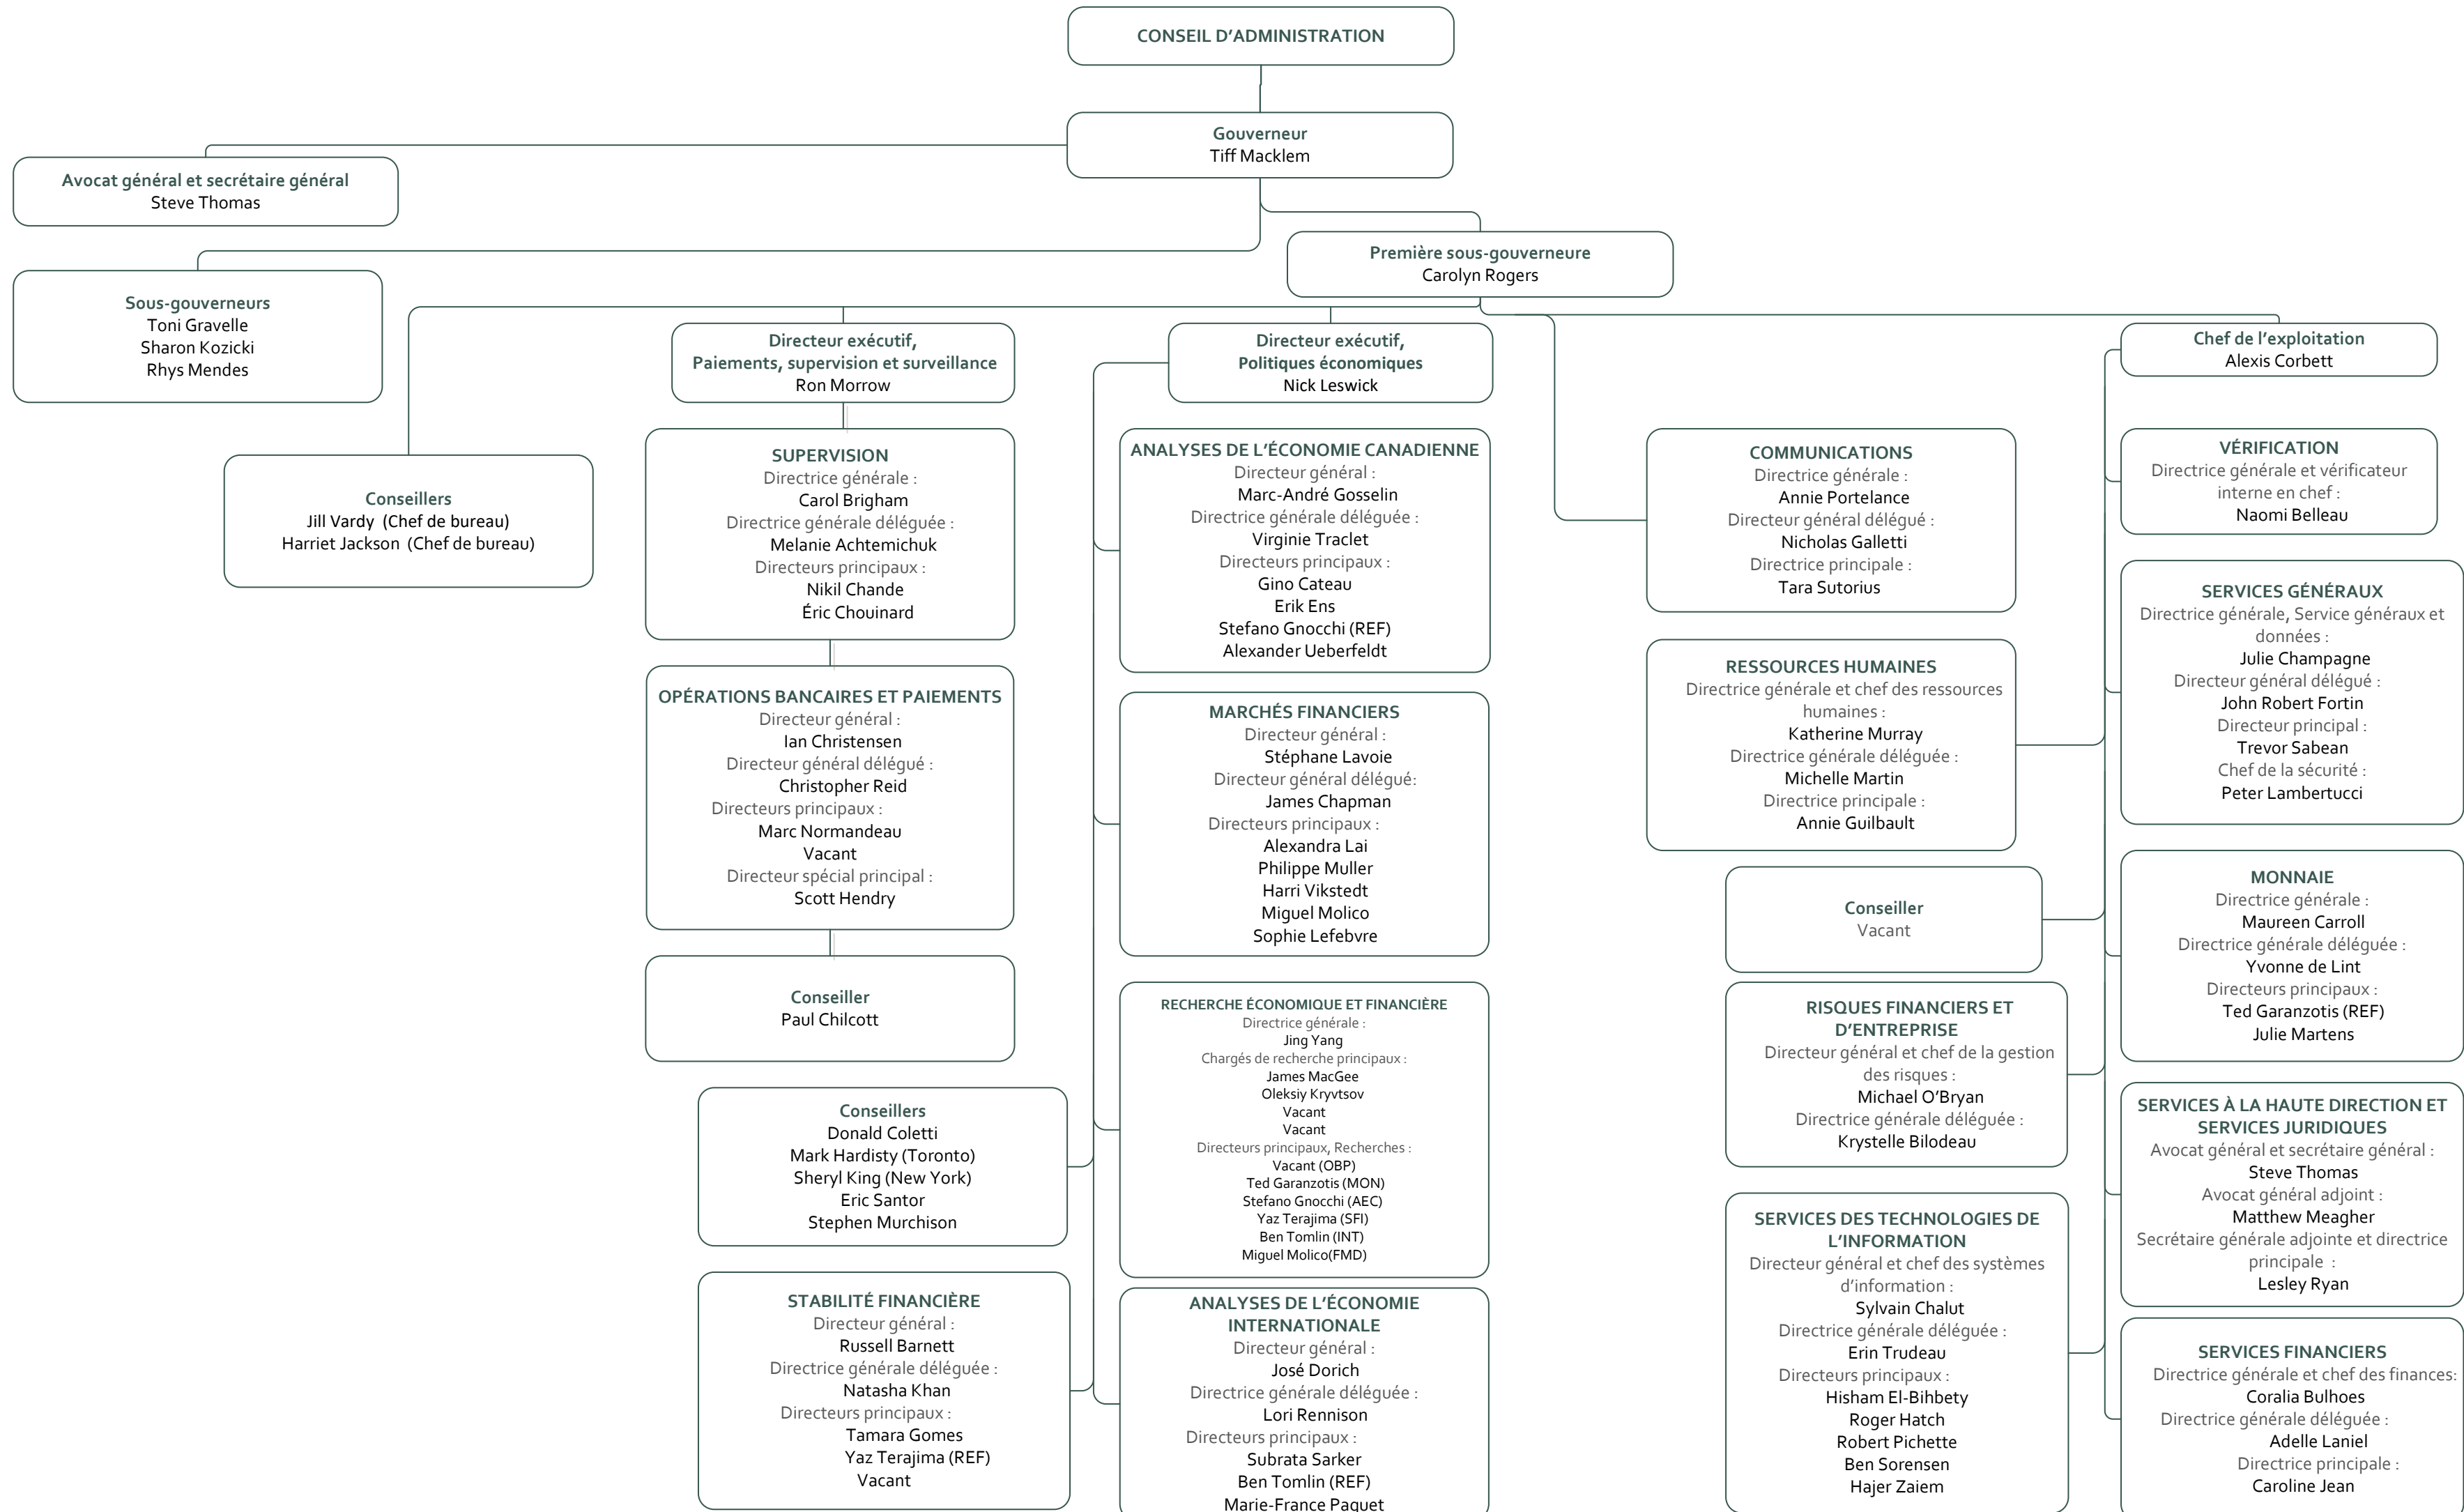 CONSEIL D’ADMINISTRATION
Gouverneur
Tiff Macklem
Avocat général et secrétaire général
Steve Thomas
Première sous-gouverneure
Carolyn Rogers
Sous-gouverneurs
Toni Gravelle
Sharon Kozicki
Rhys Mendes
Conseillers
Jill Vardy (Chef de bureau)
Harriet Jackson (Chef de bureau)
Directeur exécutif,
Paiements, supervision et surveillance
Ron Morrow
SUPERVISION
Directrice générale :
Carol Brigham
Directrice générale déléguée :
Melanie Achtemichuk
Directeurs principaux :
Nikil Chande
Éric Chouinard
OPÉRATIONS BANCAIRES ET PAIEMENTS
Directeur général :
Ian Christensen
Directeur général délégué :
Christopher Reid
Directeurs principaux :
Marc Normandeau
Vacant
Directeur spécial principal :
Scott Hendry
Conseiller
Paul Chilcott
Directeur exécutif,
Politiques économiques
Nick Leswick
ANALYSES DE L’ÉCONOMIE CANADIENNE
Directeur général :
Marc-André Gosselin
Directrice générale déléguée :
Virginie Traclet
Directeurs principaux :
Gino Cateau
Erik Ens
Stefano Gnocchi (REF)
Alexander Ueberfeldt
MARCHÉS FINANCIERS
Directeur général :
Stéphane Lavoie
Directeur général délégué:
James Chapman
Directeurs principaux :
Alexandra Lai
Philippe Muller
Harri Vikstedt
Miguel Molico
Sophie Lefebvre
RECHERCHE ÉCONOMIQUE ET FINANCIÈRE
Directrice générale :
Jing Yang
Chargés de recherche principaux :
James MacGee
Oleksiy Kryvtsov
Vacant
Vacant
Directeurs principaux, Recherches :
Vacant (OBP)
Ted Garanzotis (MON)
Stefano Gnocchi (AEC)
Yaz Terajima (SFI)
Ben Tomlin (INT)
Miguel Molico(FMD)
Conseillers
Donald Coletti
Mark Hardisty (Toronto)
Sheryl King (New York)
Eric Santor
Stephen Murchison
STABILITÉ FINANCIÈRE
Directeur général :
Russell Barnett
Directrice générale déléguée :
Natasha Khan
Directeurs principaux :
Tamara Gomes
Yaz Terajima (REF)
Vacant
ANALYSES DE L’ÉCONOMIE
INTERNATIONALE
Directeur général :
José Dorich
Directrice générale déléguée :
Lori Rennison
Directeurs principaux :
Subrata Sarker
Ben Tomlin (REF)
Marie-France Paquet
COMMUNICATIONS
Directrice générale :
Annie Portelance
Directeur général délégué :
Nicholas Galletti
Directrice principale :
Tara Sutorius
Chef de l’exploitation
Alexis Corbett
RESSOURCES HUMAINES
Directrice générale et chef des ressources
humaines :
Katherine Murray
Directrice générale déléguée :
Michelle Martin
Directrice principale :
Annie Guilbault
Conseiller
Vacant
RISQUES FINANCIERS ET
D’ENTREPRISE
Directeur général et chef de la gestion
des risques :
Michael O’Bryan
Directrice générale déléguée :
Krystelle Bilodeau
SERVICES DES TECHNOLOGIES DE
L’INFORMATION
Directeur général et chef des systèmes
d’information :
Sylvain Chalut
Directrice générale déléguée :
Erin Trudeau
Directeurs principaux :
Hisham El-Bihbety
Roger Hatch
Robert Pichette
Ben Sorensen
Hajer Zaiem
VÉRIFICATION
Directrice générale et vérificateur
interne en chef :
Naomi Belleau
SERVICES GÉNÉRAUX
Directrice générale, Service généraux et
données :
Julie Champagne
Directeur général délégué :
John Robert Fortin
Directeur principal :
Trevor Sabean
Chef de la sécurité :
Peter Lambertucci
MONNAIE
Directrice générale :
Maureen Carroll
Directrice générale déléguée :
Yvonne de Lint
Directeurs principaux :
Ted Garanzotis (REF)
Julie Martens
SERVICES À LA HAUTE DIRECTION ET
SERVICES JURIDIQUES
Avocat général et secrétaire général :
Steve Thomas
Avocat général adjoint :
Matthew Meagher
Secrétaire générale adjointe et directrice
principale :
Lesley Ryan
SERVICES FINANCIERS
Directrice générale et chef des finances:
Coralia Bulhoes
Directrice générale déléguée :
Adelle Laniel
Directrice principale :
Caroline Jean